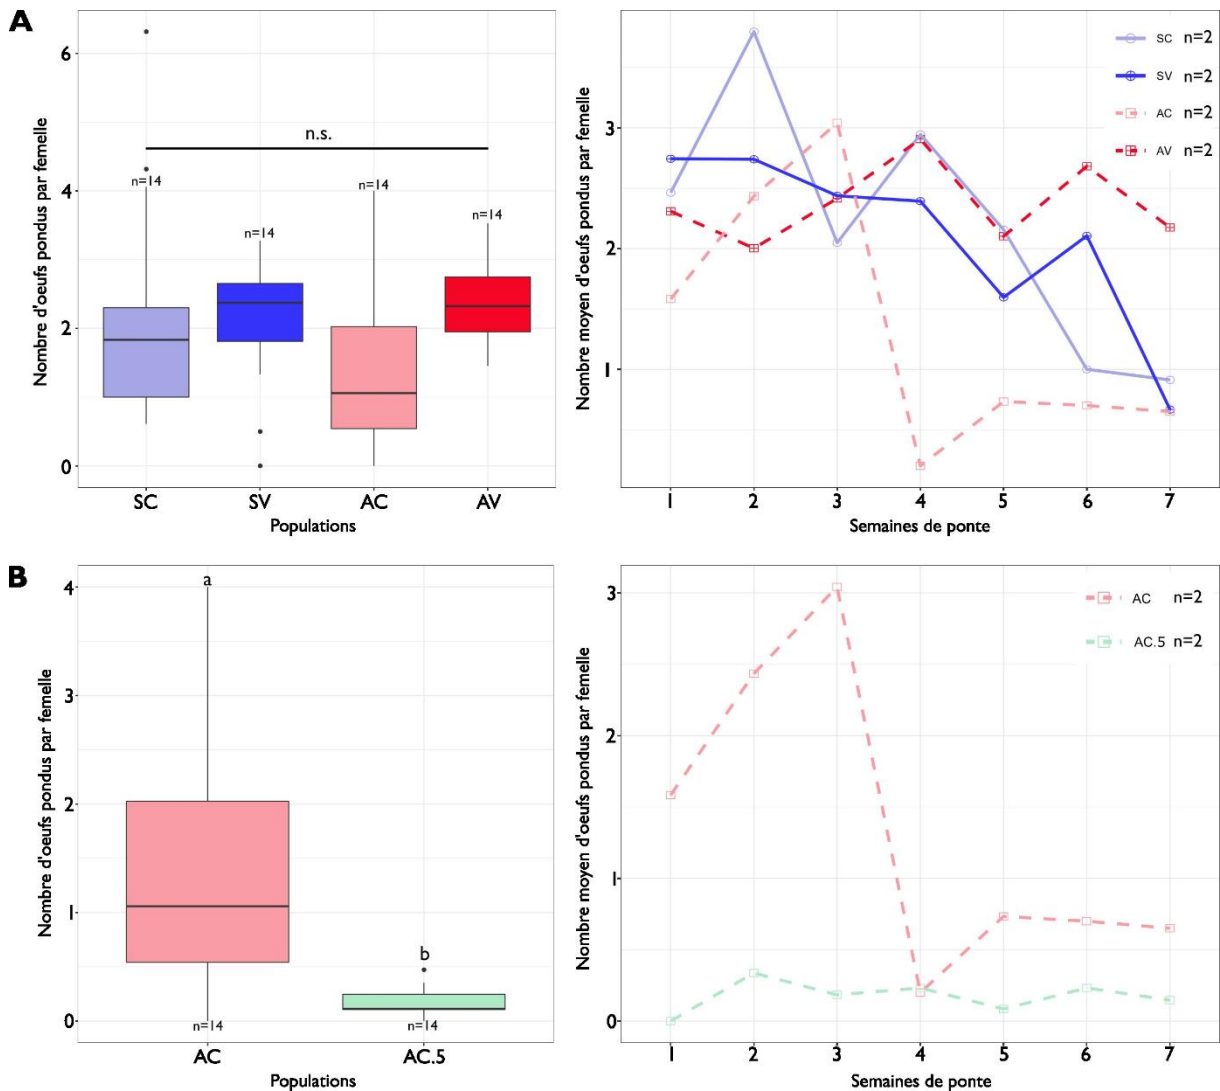 A
Nombre d'oeufs pondus par femelle
6
4
2
0
n.s.
n=14
n=14
n=14
n=14
SC
SV
AC
AV
Populations
Nombre moyen d'oeufs pondus par femelle
3
2
1
SC n=2
SV n=2
AC n=2
AV n=2
1
2
3
4
5
6
7
Semaines de ponte
B
Nombre d'oeufs pondus par femelle
4
3
2
1
0
a
b
n=14
n=14
AC
AC.5
Populations
Nombre moyen d'oeufs pondus par femelle
3
2
1
0
AC n=2
AC.5 n=2
1
2
3
4
5
6
7
Semaines de ponte